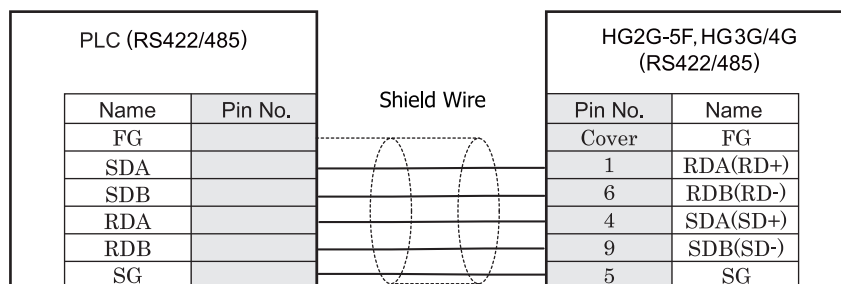 PLC (RS422/485)
HG2G-5F, HG3G/4G
(RS422/485)
Shield Wire
Name Pin No. Pin No. Name
FG Cover FG
SDA 1 RDA(RD+)
SDB 6 RDB(RD-)
RDA 4 SDA(SD+)
RDB 9 SDB(SD-)
SG 5 SG